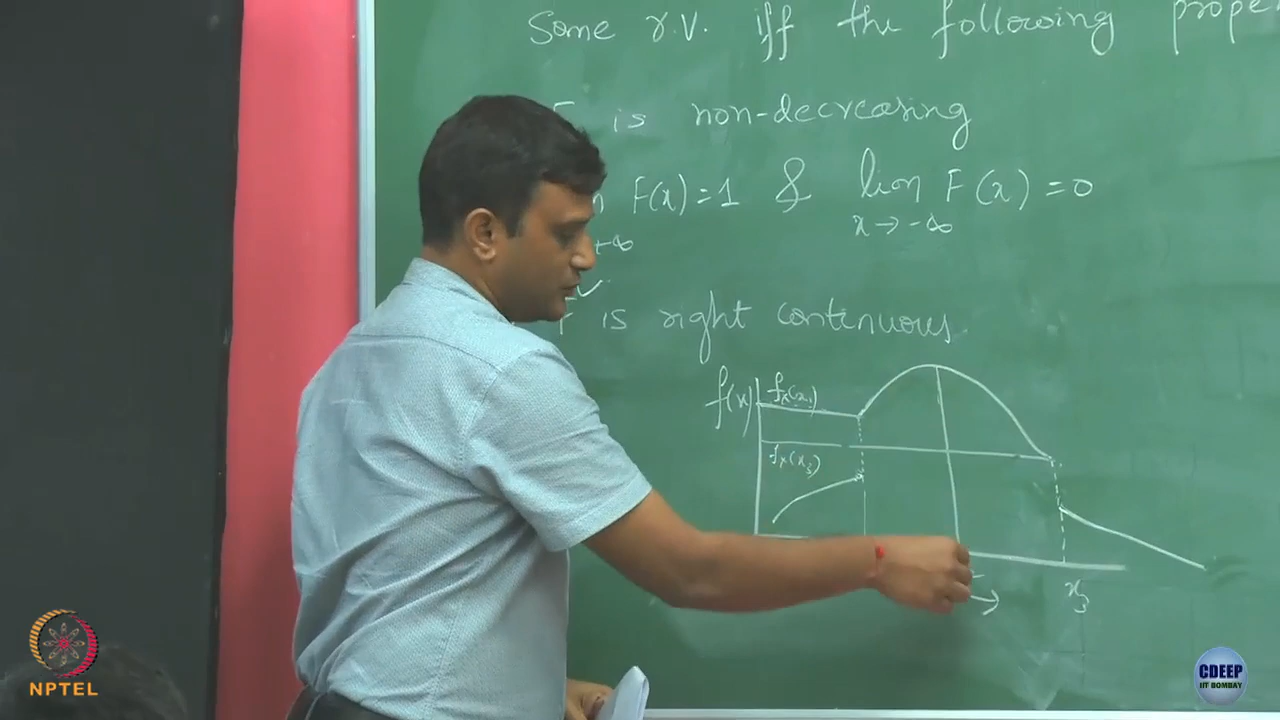 Some r.v. iff the following
F is non-decreasing
F(x)=1 & lim F(x)=0
+∞ x→-∞
F is right continuous.
f(x)
fx(x1)
fx(x3)
x3
NPTEL
CDEEP
IIT BOMBAY